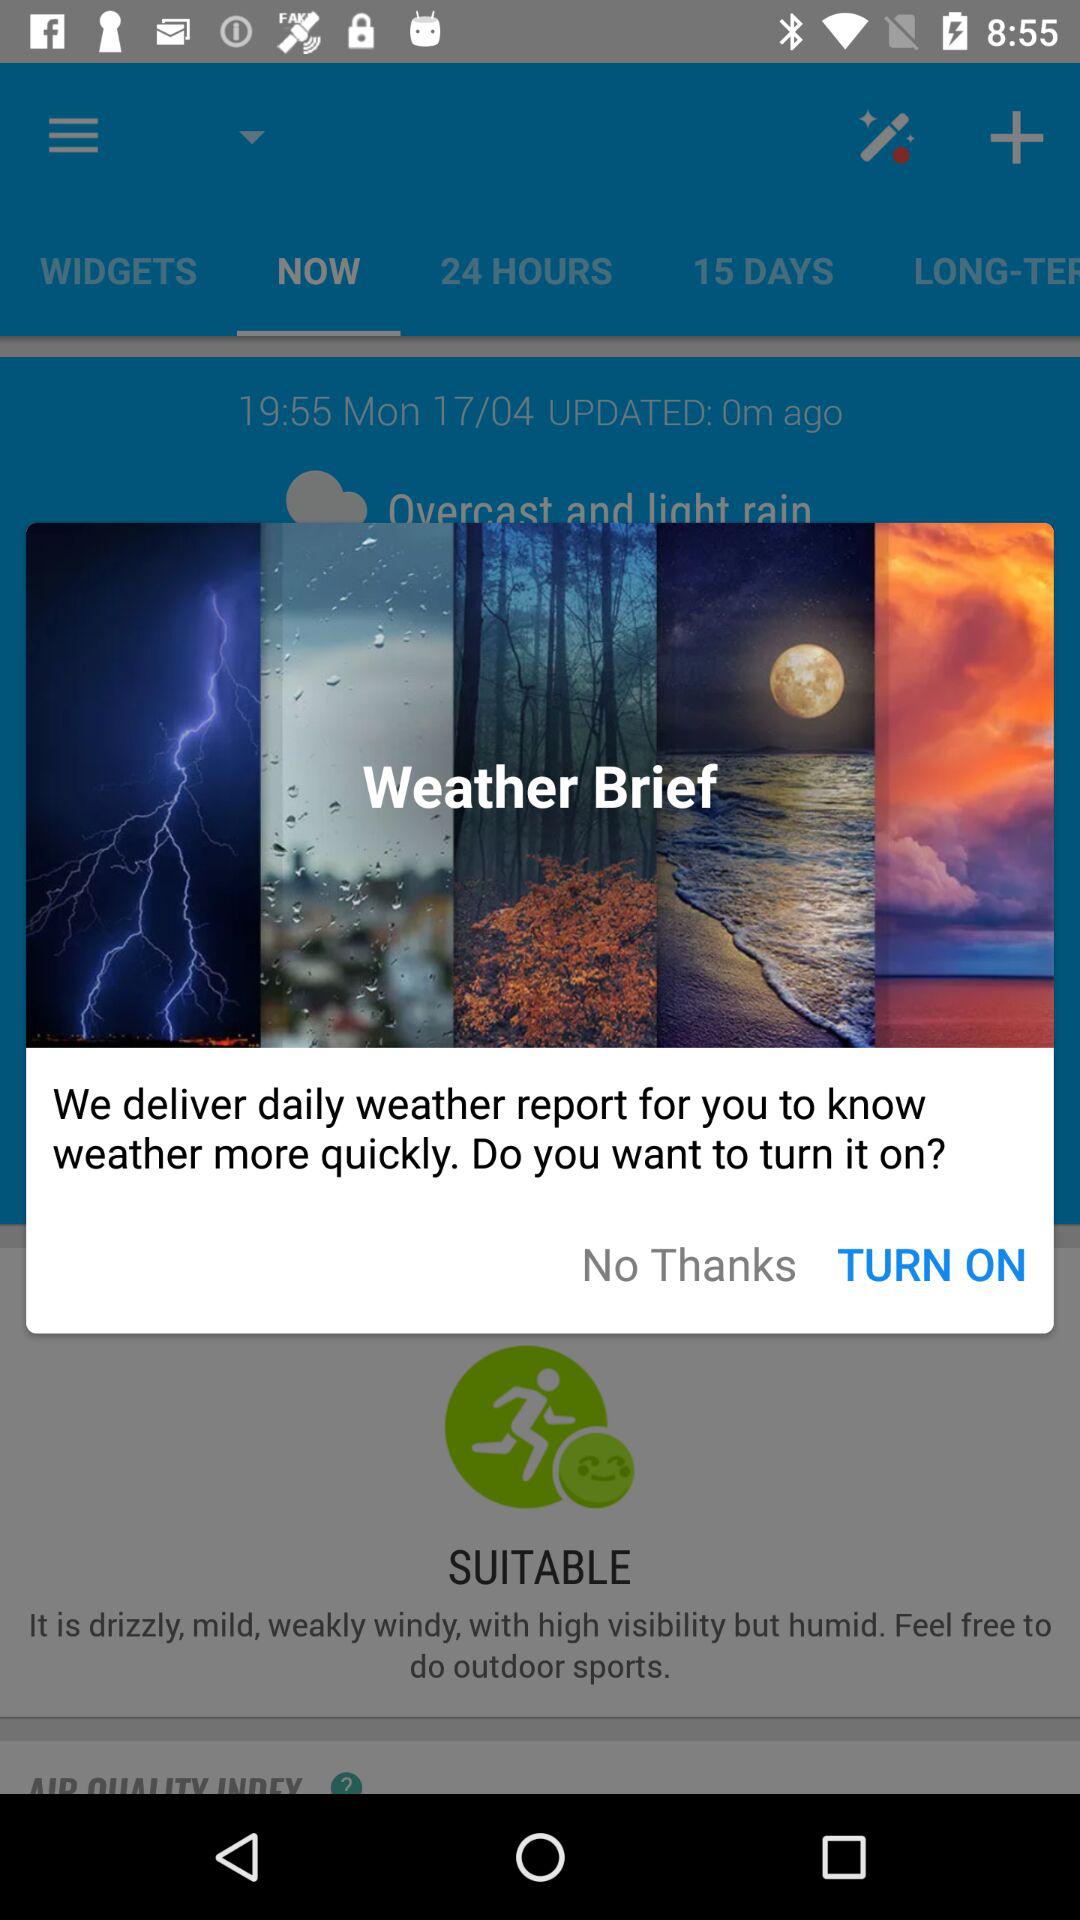 FAKE
8:55
WIDGETS NOW 24 HOURS 15 DAYS LONG-TER
19:55 Mon 17/04 UPDATED: 0m ago
Overcast and light rain
Weather Brief
We deliver daily weather report for you to know
weather more quickly. Do you want to turn it on?
No Thanks TURN ON
SUITABLE
It is drizzly, mild, weakly windy, with high visibility but humid. Feel free to
do outdoor sports.
AIR QUALITY INDEX ?